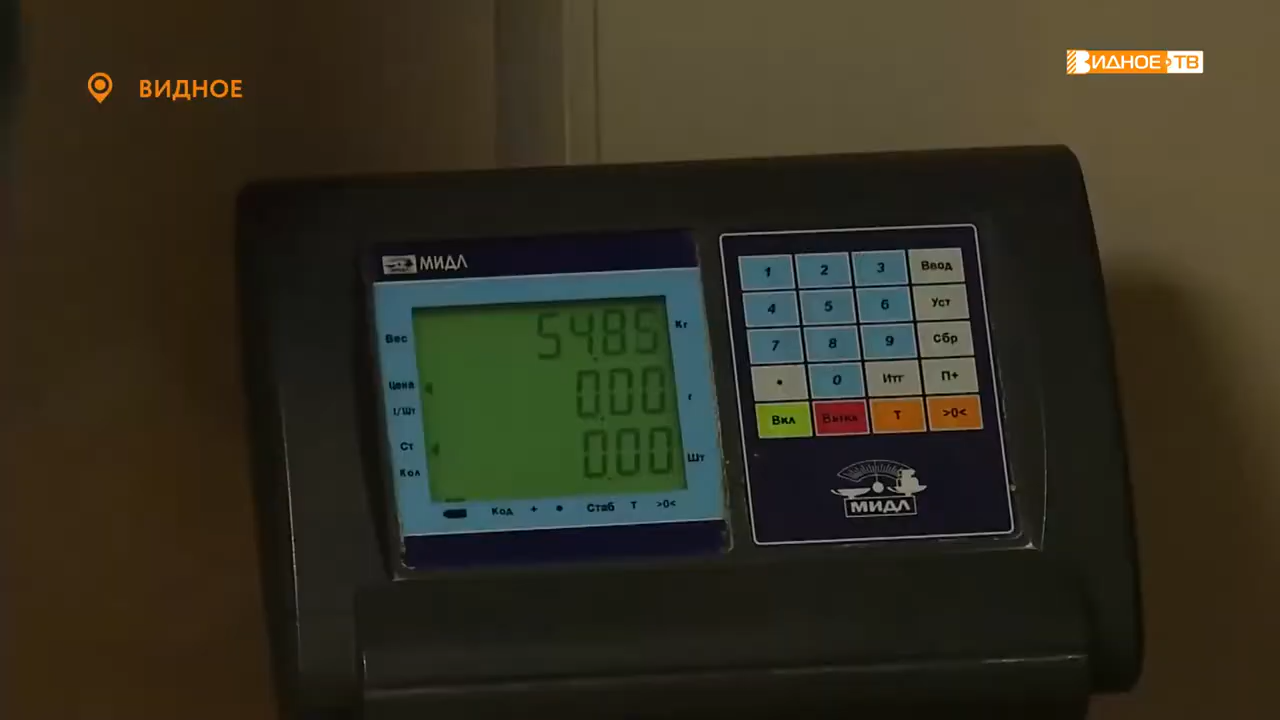 ВИДНОЕ
ВИДНОЕ ТВ
МИДЛ
Вес 54.85 Кг
Цена 0.00 г
1/Шт
Ст 0.00 Шт
Кол
Код + * Стаб Т >0<
1 2 3 Ввод
4 5 6 Уст
7 8 9 Сбр
• 0 Итг П+
Вкл Выкл Т >0<
МИДЛ